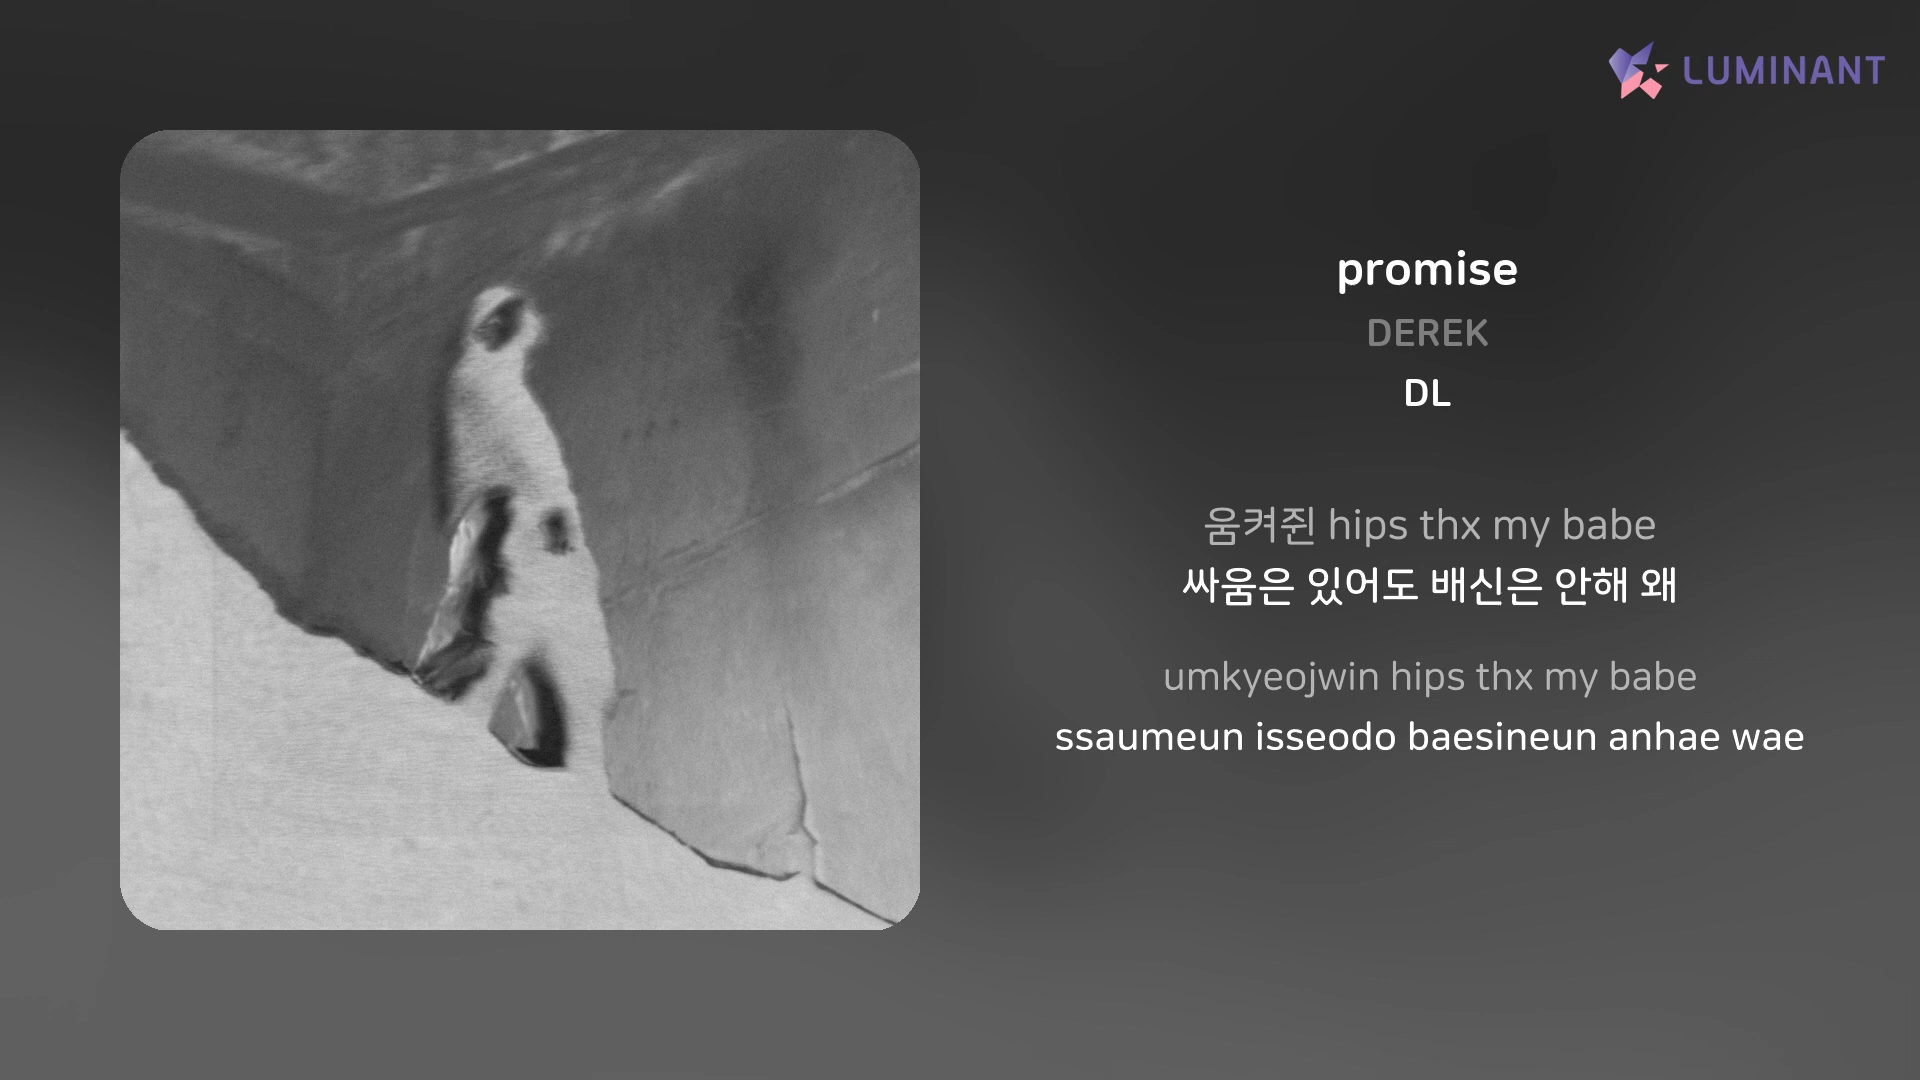 LUMINANT
promise
DEREK
DL
움켜쥔 hips thx my babe
싸움은 있어도 배신은 안해 왜
umkyeojwin hips thx my babe
ssaumeun isseodo baesineun anhae wae